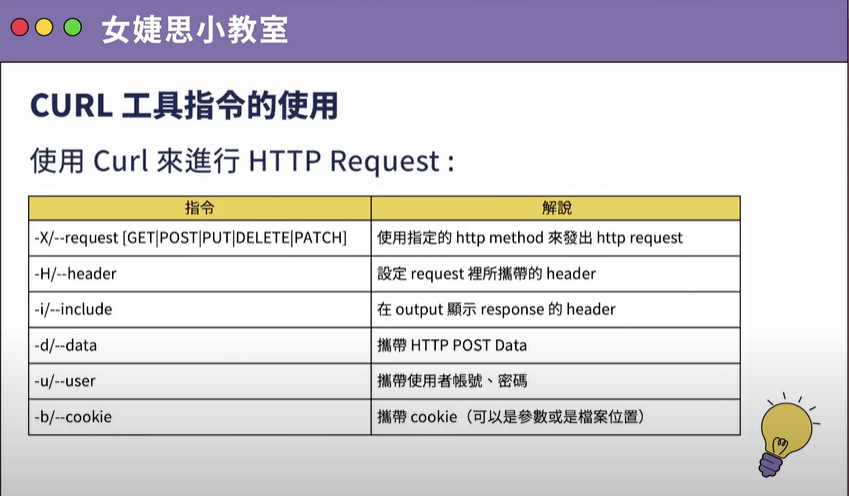 女婕思小教室
CURL 工具指令的使用
使用 Curl 來進行 HTTP Request :
指令 解說
-X/--request [GET|POST|PUT|DELETE|PATCH] 使用指定的 http method 來發出 http request
-H/--header 設定 request 裡所攜帶的 header
-i/--include 在 output 顯示 response 的 header
-d/--data 攜帶 HTTP POST Data
-u/--user 攜帶使用者帳號、密碼
-b/--cookie 攜帶 cookie（可以是參數或是檔案位置）